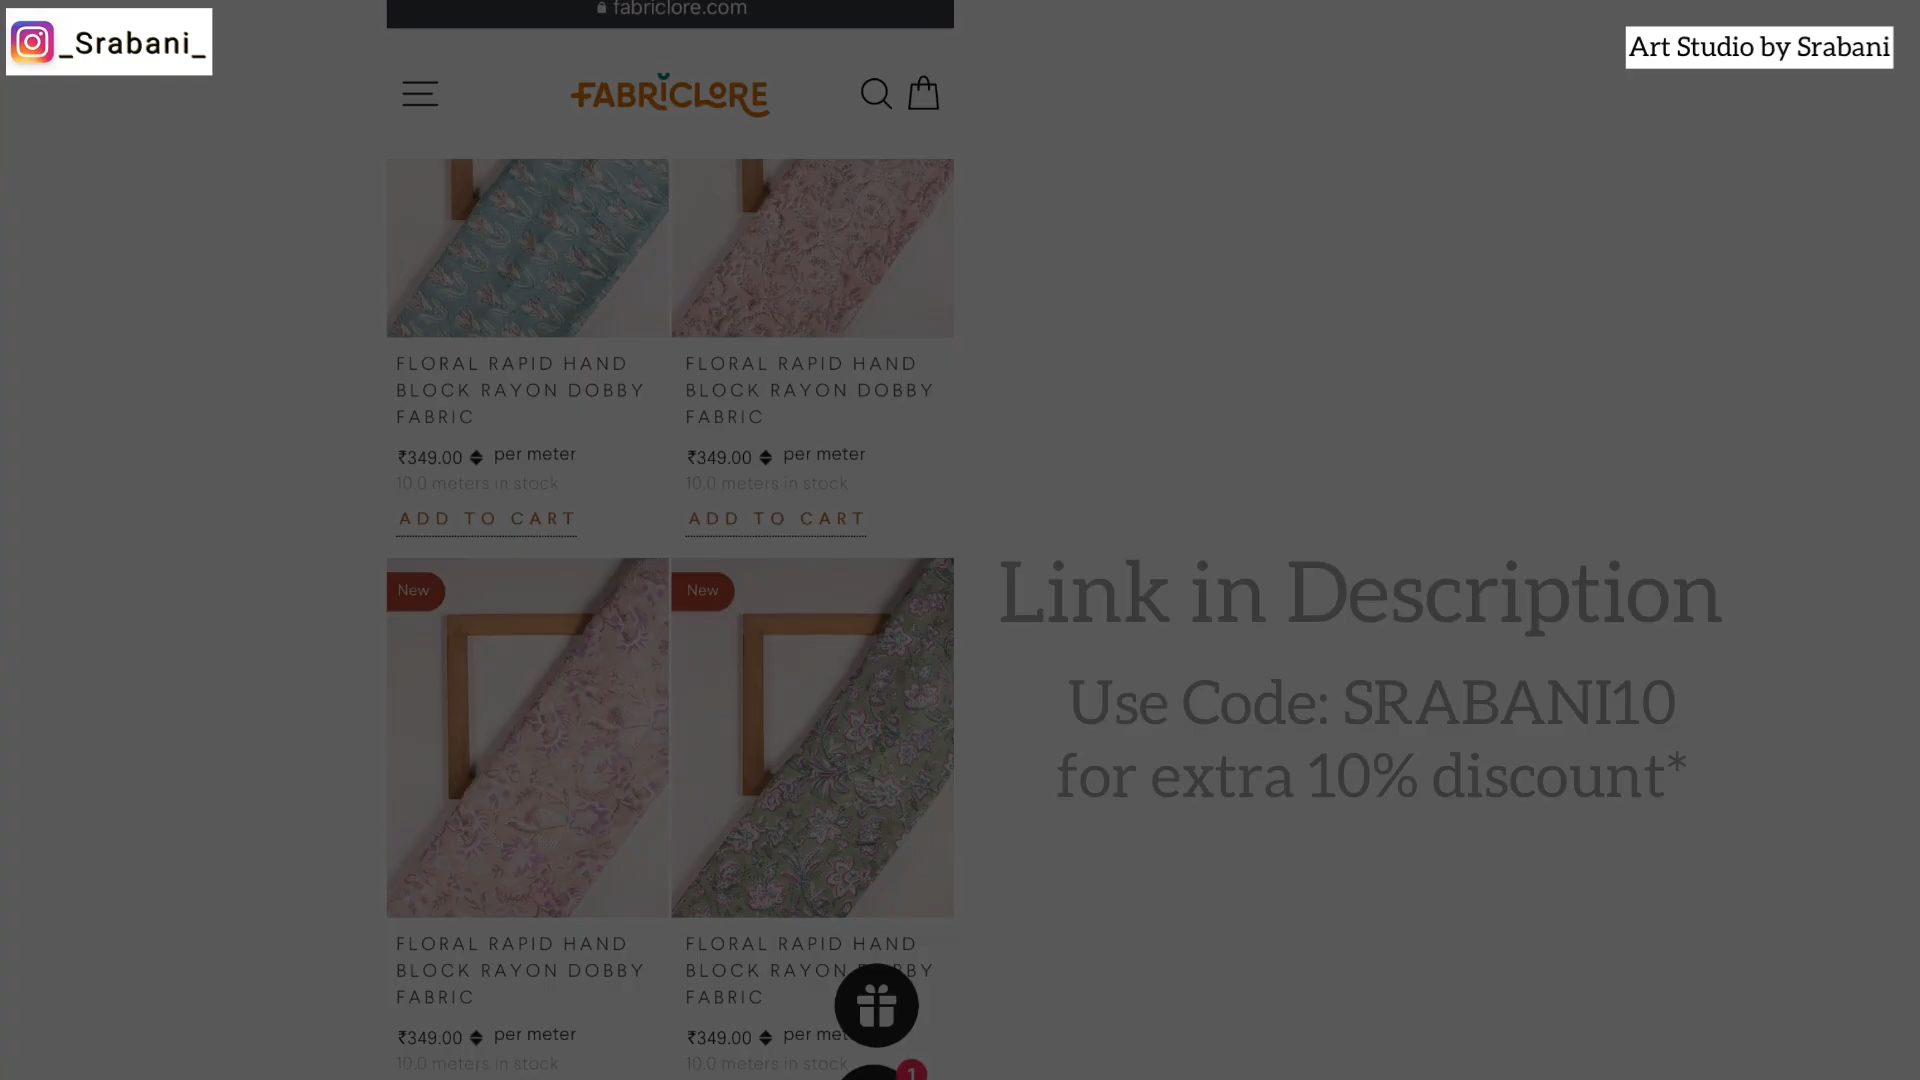 fabriclore.com
_Srabani_
Art Studio by Srabani
FABRICLORE
FLORAL RAPID HAND
BLOCK RAYON DOBBY
FABRIC
₹349.00 per meter
10.0 meters in stock
ADD TO CART
FLORAL RAPID HAND
BLOCK RAYON DOBBY
FABRIC
₹349.00 per meter
10.0 meters in stock
ADD TO CART
New
New
Link in Description
Use Code: SRABANI10
for extra 10% discount*
FLORAL RAPID HAND
BLOCK RAYON DOBBY
FABRIC
₹349.00 per meter
10.0 meters in stock
FLORAL RAPID HAND
BLOCK RAYON
FABRIC
₹349.00 per
10.0 meters in stock
1